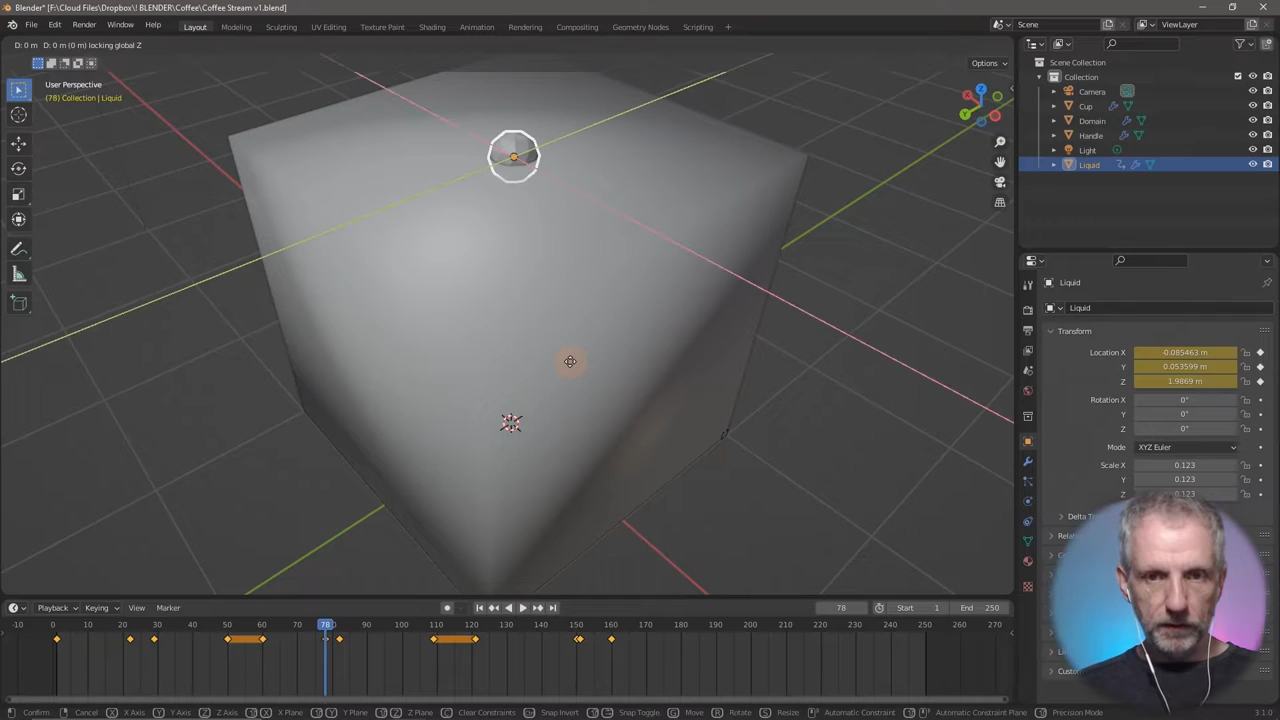 Blender* [F:\Cloud Files\Dropbox\! BLENDER\Coffee\Coffee Stream v1.blend]
File Edit Render Window Help Layout Modeling Sculpting UV Editing Texture Paint Shading Animation Rendering Compositing Geometry Nodes Scripting + Scene ViewLayer
D: 0 m D: 0 m (0 m) locking global Z
Options
User Perspective
(78) Collection | Liquid
Scene Collection
Collection
Camera
Cup
Domain
Handle
Light
Liquid
X
Y
Z
Liquid
Liquid
Transform
Location X -0.085463 m
Y 0.053599 m
Z 1.9869 m
Rotation X 0°
Y 0°
Z 0°
Mode XYZ Euler
Scale X 0.123
Y 0.123
Z 0.123
Delta T
Rela
Custo
Playback Keying View Marker 78 Start 1 End 250
-10 0 10 20 30 40 50 60 70 78 90 100 110 120 130 140 150 160 170 180 190 200 210 220 230 240 250 260 270
Confirm Cancel X X Axis Y Y Axis Z Z Axis X X Plane Y Y Plane Z Z Plane C Clear Constraints Snap Invert Snap Toggle G Move R Rotate S Resize Automatic Constraint Automatic Constraint Plane Precision Mode 3.1.0